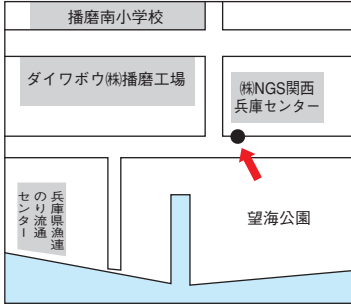 播磨南小学校
ダイワボウ㈱播磨工場
㈱NGS関西
兵庫センター
兵庫県漁連
のり流通
センター
望海公園